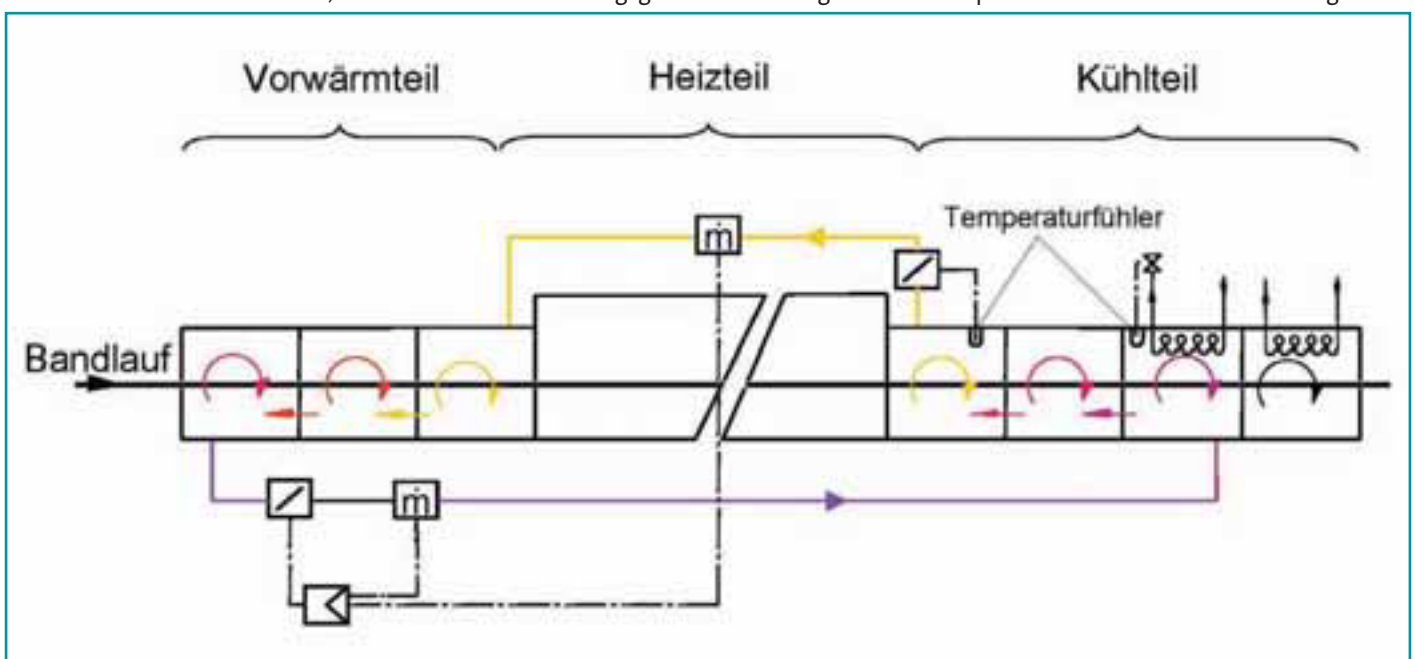 Vorwärmteil Heizteil Kühlteil
Temperaturfühler
ṁ
Bandlauf
ṁ